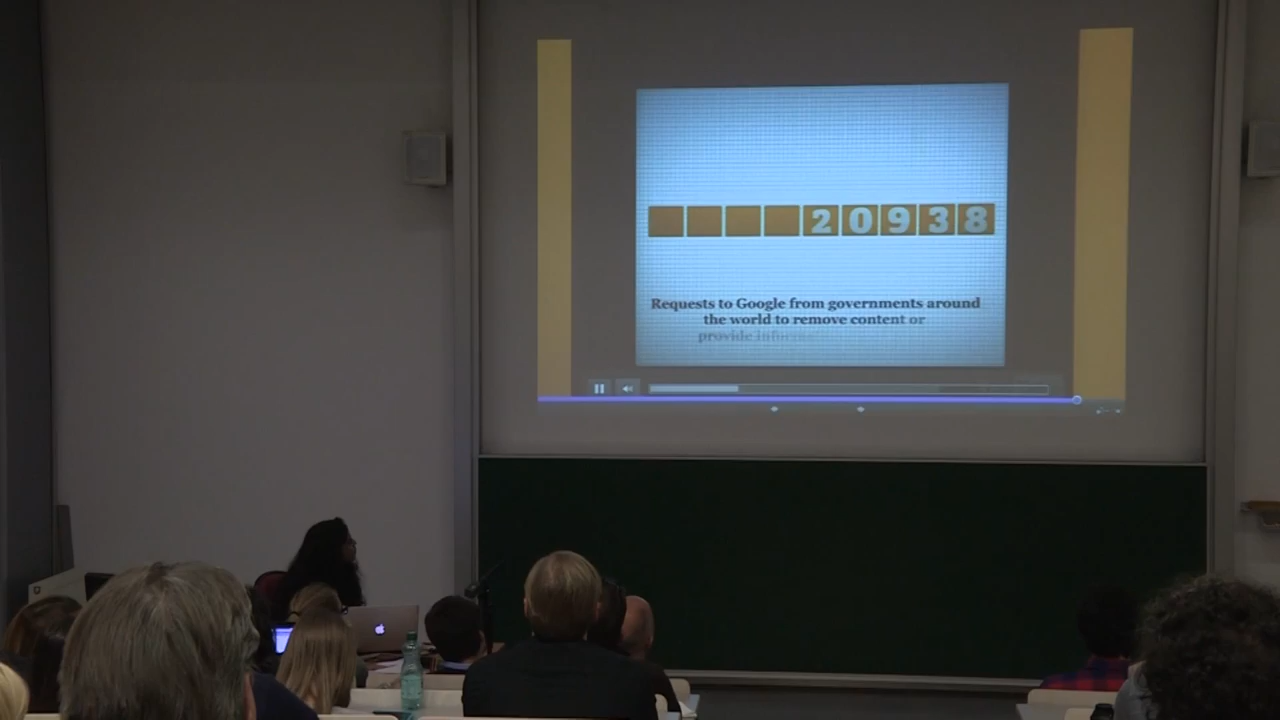 20938
Requests to Google from governments around
the world to remove content or
provide